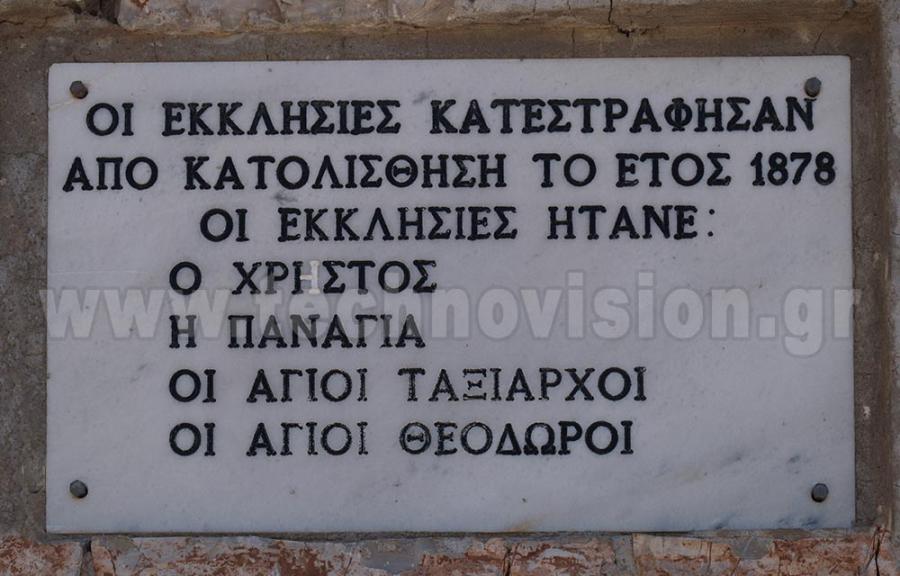 ΟΙ ΕΚΚΛΗΣΙΕΣ ΚΑΤΕΣΤΡΑΦΗΣΑΝ
ΑΠΟ ΚΑΤΟΛΙΣΘΗΣΗ ΤΟ ΕΤΟΣ 1878
ΟΙ ΕΚΚΛΗΣΙΕΣ ΗΤΑΝΕ:
Ο ΧΡΗΣΤΟΣ
www.technovision.gr
Η ΠΑΝΑΓΙΑ
ΟΙ ΑΓΙΟΙ ΤΑΞΙΑΡΧΟΙ
ΟΙ ΑΓΙΟΙ ΘΕΟΔΩΡΟΙ